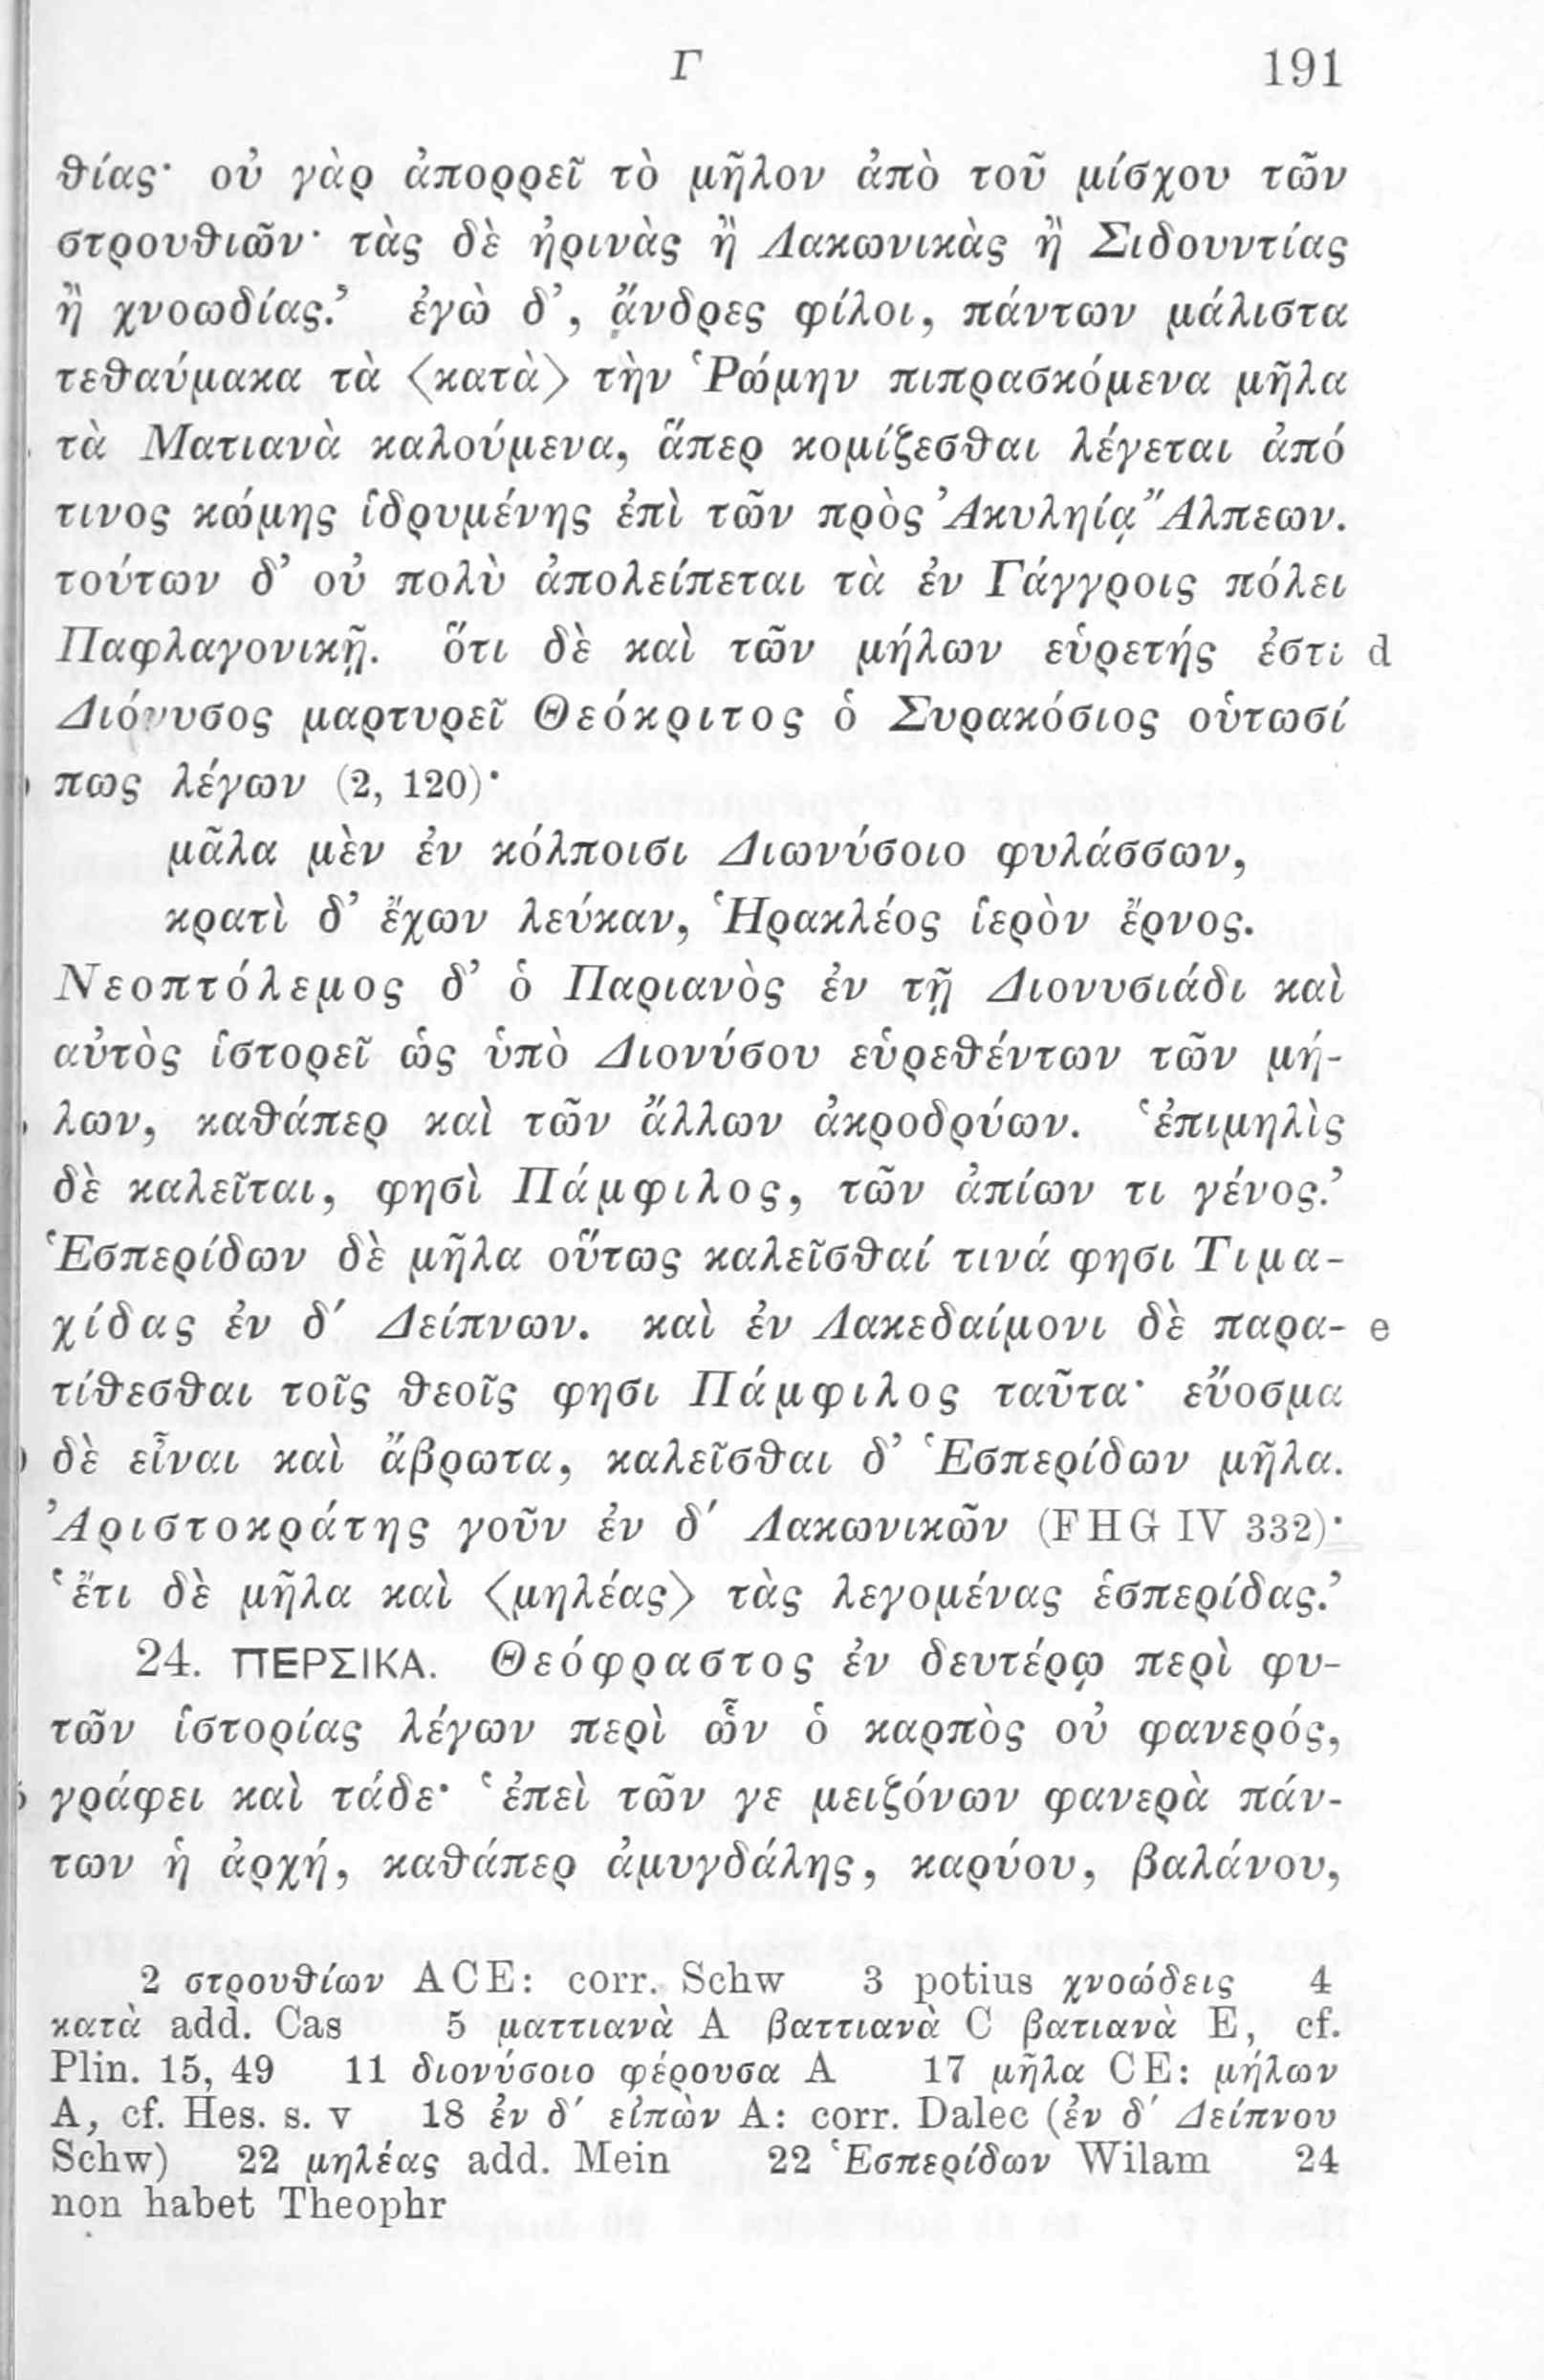 Γ 191
θίας· οὐ γὰρ ἀπορρεῖ τὸ μῆλον ἀπὸ τοῦ μίσχου τῶν
στρουθιῶν· τὰς δὲ ἠρινὰς ἢ Λακωνικὰς ἢ Σιδουντίας
ἢ χνοωδίας.’ ἐγὼ δ’, ἄνδρες φίλοι, πάντων μάλιστα
τεθαύμακα τὰ ⟨κατὰ⟩ τὴν Ῥώμην πιπρασκόμενα μῆλα
τὰ Ματιανὰ καλούμενα, ἅπερ κομίζεσθαι λέγεται ἀπό
τινος κώμης ἱδρυμένης ἐπὶ τῶν πρὸς Ἀκυληίᾳ Ἄλπεων.
τούτων δ’ οὐ πολὺ ἀπολείπεται τὰ ἐν Γάγγροις πόλει
Παφλαγονικῇ. ὅτι δὲ καὶ τῶν μήλων εὑρετής ἐστι d
Διόνυσος μαρτυρεῖ Θεόκριτος ὁ Συρακόσιος οὑτωσί
πως λέγων (2, 120)·
μᾶλα μὲν ἐν κόλποισι Διωνύσοιο φυλάσσων,
κρατὶ δ’ ἔχων λεύκαν, Ἡρακλέος ἱερὸν ἔρνος.
Νεοπτόλεμος δ’ ὁ Παριανὸς ἐν τῇ Διονυσιάδι καὶ
αὐτὸς ἱστορεῖ ὡς ὑπὸ Διονύσου εὑρεθέντων τῶν μή-
λων, καθάπερ καὶ τῶν ἄλλων ἀκροδρύων. ‘ἐπιμηλὶς
δὲ καλεῖται, φησὶ Πάμφιλος, τῶν ἀπίων τι γένος.’
Ἑσπερίδων δὲ μῆλα οὕτως καλεῖσθαί τινά φησι Τιμα-
χίδας ἐν δ′ Δείπνων. καὶ ἐν Λακεδαίμονι δὲ παρα- e
τίθεσθαι τοῖς θεοῖς φησι Πάμφιλος ταῦτα· εὔοσμα
δὲ εἶναι καὶ ἄβρωτα, καλεῖσθαι δ’ Ἑσπερίδων μῆλα.
Ἀριστοκράτης γοῦν ἐν δ′ Λακωνικῶν (FHG IV 332)·
‘ἔτι δὲ μῆλα καὶ ⟨μηλέας⟩ τὰς λεγομένας ἑσπερίδας.’
24. ΠΕΡΣΙΚΑ. Θεόφραστος ἐν δευτέρῳ περὶ φυ-
τῶν ἱστορίας λέγων περὶ ὧν ὁ καρπὸς οὐ φανερός,
γράφει καὶ τάδε· ‘ἐπεὶ τῶν γε μειζόνων φανερὰ πάν-
των ἡ ἀρχή, καθάπερ ἀμυγδάλης, καρύου, βαλάνου,
2 στρουθίων ACE: corr. Schw 3 potius χνοώδεις 4
κατὰ add. Cas 5 ματτιανὰ A βαττιανὰ C βατιανὰ E, cf.
Plin. 15, 49 11 διονύσοιο φέρουσα A 17 μῆλα CE: μήλων
A, cf. Hes. s. v 18 ἐν δ′ εἰπὼν A: corr. Dalec (ἐν δ′ Δείπνου
Schw) 22 μηλέας add. Mein 22 Ἑσπερίδων Wilam 24
non habet Theophr